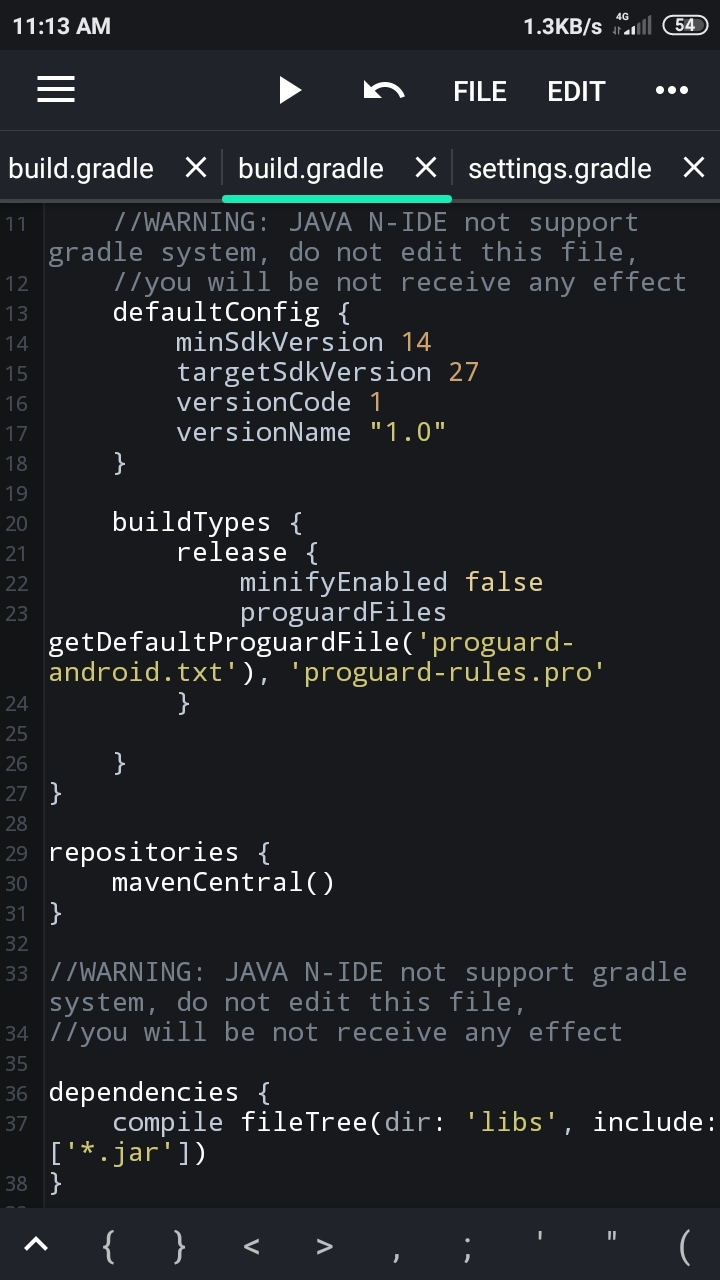 11:13 AM 1.3KB/s 4G 54
FILE EDIT
build.gradle build.gradle settings.gradle
11 //WARNING: JAVA N-IDE not support
gradle system, do not edit this file,
12 //you will be not receive any effect
13 defaultConfig {
14 minSdkVersion 14
15 targetSdkVersion 27
16 versionCode 1
17 versionName "1.0"
18 }
19
20 buildTypes {
21 release {
22 minifyEnabled false
23 proguardFiles
getDefaultProguardFile('proguard-
android.txt'), 'proguard-rules.pro'
24 }
25
26 }
27 }
28
29 repositories {
30 mavenCentral()
31 }
32
33 //WARNING: JAVA N-IDE not support gradle
system, do not edit this file,
34 //you will be not receive any effect
35
36 dependencies {
37 compile fileTree(dir: 'libs', include:
['*.jar'])
38 }
{ } < > , ; ' " (